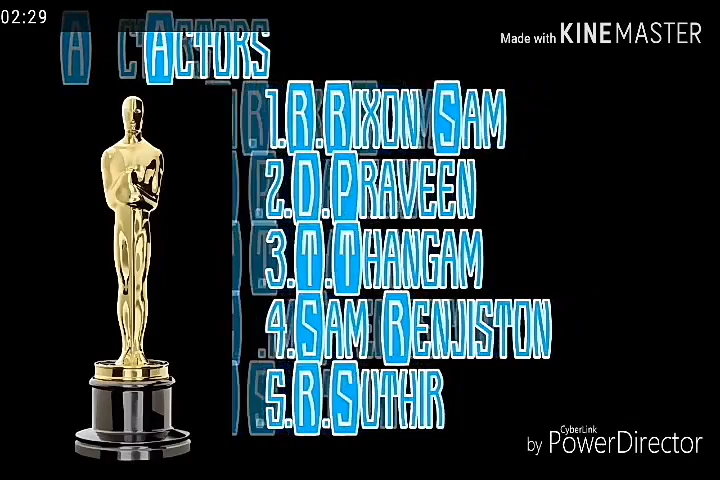 02:29
Made with KINEMASTER
Actors
1.R.Rixon Sam
2.D.Praveen
3.T.Thangam
4.Sam Renjiston
5.R.Suthir
CyberLink
by PowerDirector